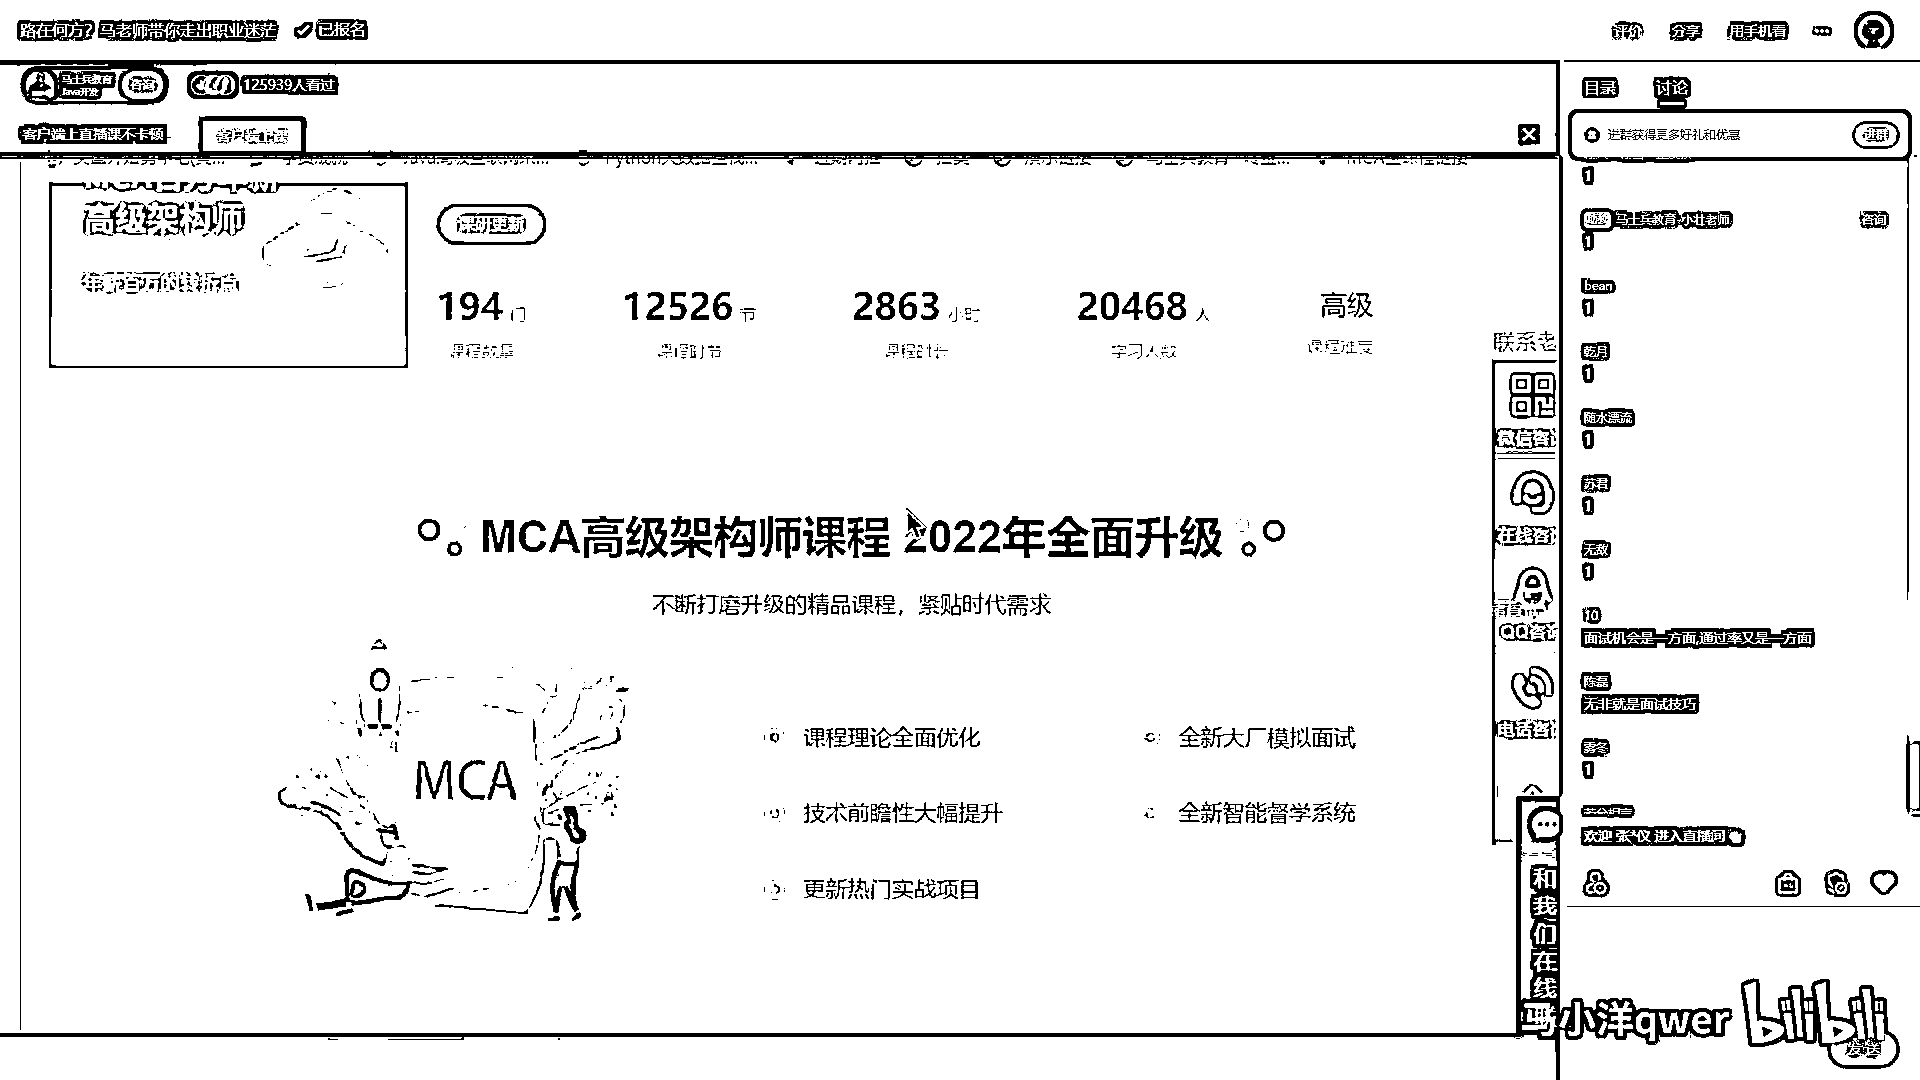 路在何方？马老师带你走出职业迷茫 已报名
评价 分享 用手机看
马士兵教育
Java开发
咨询
125939人看过
客户端上直播课不卡顿
客户端上课
目录 讨论
进群获得更多好礼和优惠 进群
高级架构师
年薪百万的转折点
课研更新
194 门
12526 节
2863 小时
20468 人
高级
课程数量
课程时节
课程时长
学习人数
课程难度
联系老
MCA高级架构师课程 2022年全面升级
不断打磨升级的精品课程，紧贴时代需求
MCA
课程理论全面优化
全新大厂模拟面试
技术前瞻性大幅提升
全新智能督学系统
更新热门实战项目
微信咨
在线咨
QQ咨
电话咨
和我们在线
1
马士兵教育-小壮老师 咨询
1
bean
1
乾月
1
随水漂流
1
苏君
1
无敌
1
10
面试机会是一方面,通过率又是一方面
陈磊
无非就是面试技巧
雾冬
1
欢迎 张*仪 进入直播间
小洋qwer
bilibili
发送